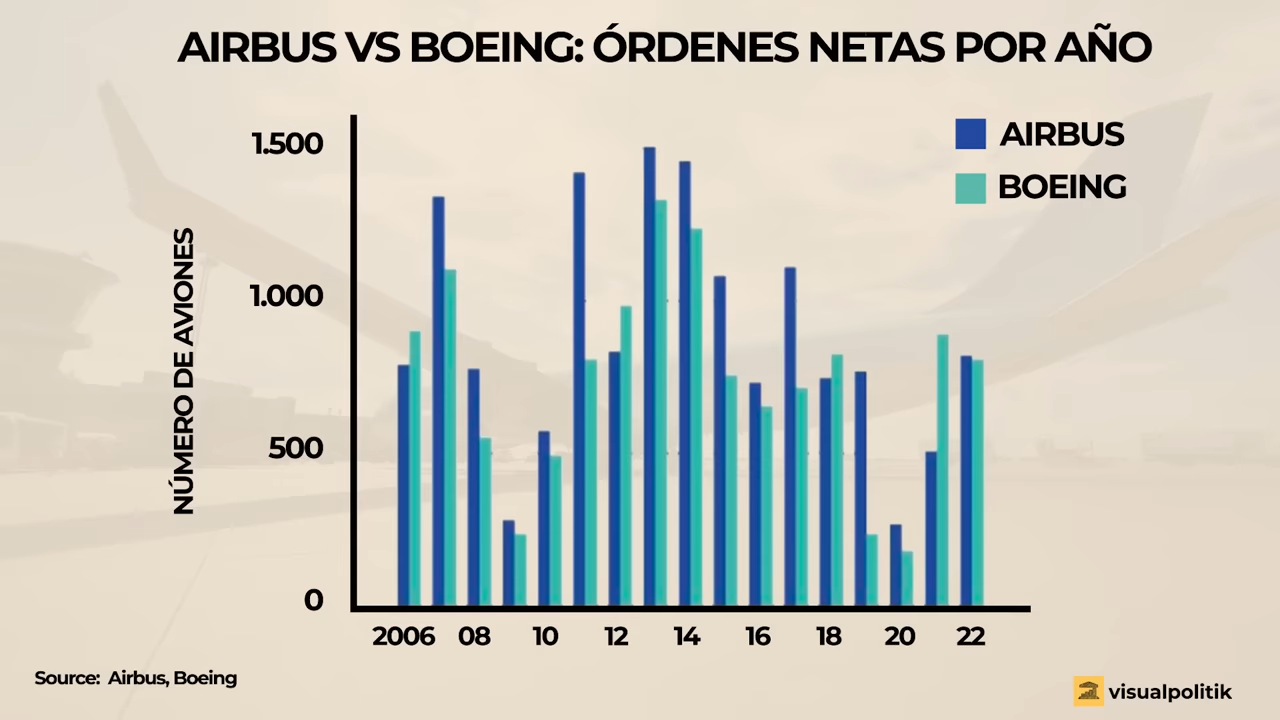 AIRBUS VS BOEING: ÓRDENES NETAS POR AÑO
AIRBUS
BOEING
NÚMERO DE AVIONES
1.500
1.000
500
0
2006 08 10 12 14 16 18 20 22
Source: Airbus, Boeing
visualpolitik